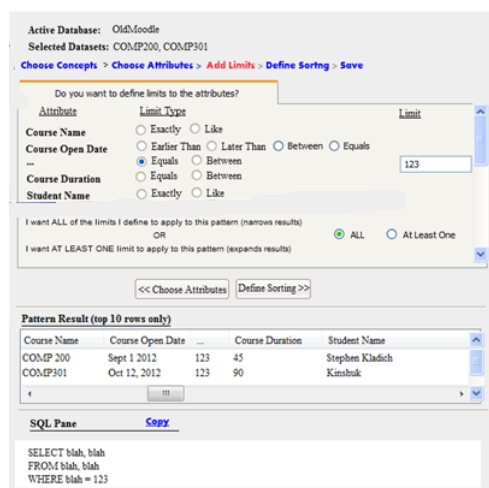 Active Database: OldMoodle
Selected Datasets: COMP200, COMP301
Choose Concepts > Choose Attributes > Add Limits > Define Sortng > Save
Do you want to define limits to the attributes?
Attribute Limit Type Limit
Course Name Exactly Like
Course Open Date Earlier Than Later Than Between Equals
... Equals Between 123
Course Duration Equals Between
Student Name Exactly Like
I want ALL of the limits I define to apply to this pattern (narrows results)
OR ALL At Least One
I want AT LEAST ONE limit to apply to this pattern (expands results)
<< Choose Attributes Define Sorting >>
Pattern Result (top 10 rows only)
Course Name Course Open Date ... Course Duration Student Name
COMP 200 Sept 1 2012 123 45 Stephen Kladich
COMP301 Oct 12, 2012 123 90 Kinshuk
SQL Pane Copy
SELECT blah, blah
FROM blah, blah
WHERE blah = 123